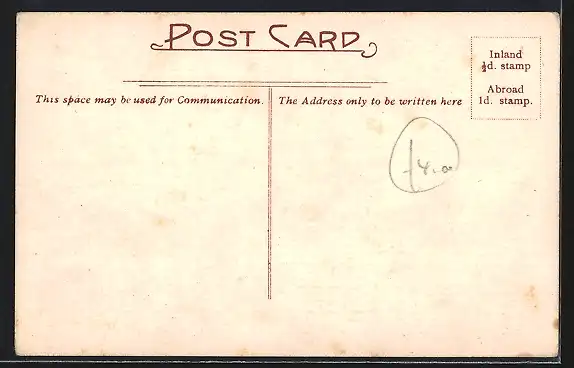 POST CARD
Inland
½d. stamp
Abroad
1d. stamp.
This space may be used for Communication.
The Address only to be written here